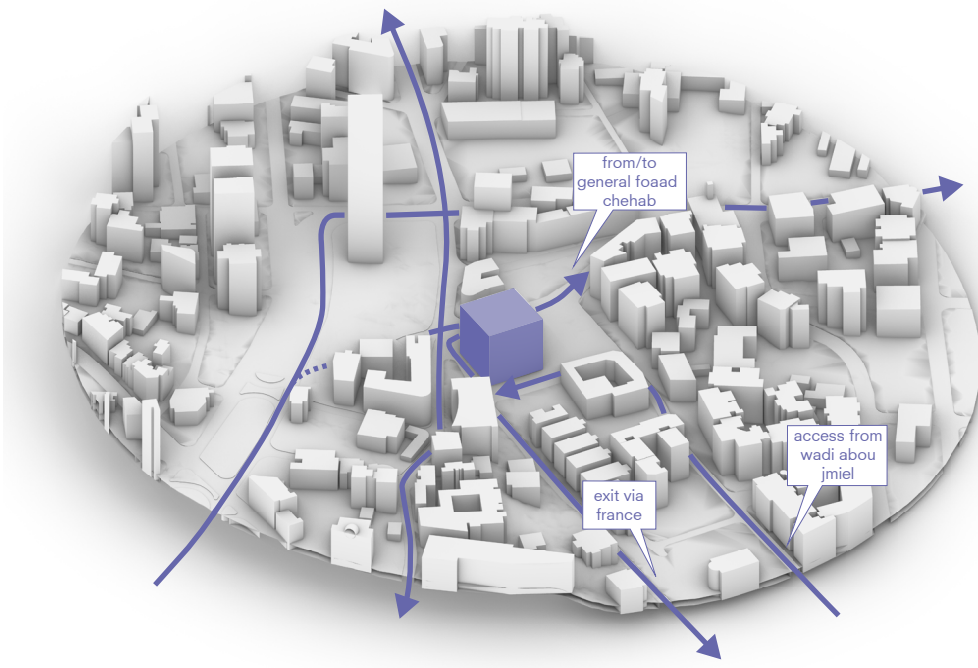 from/to
general foaad
chehab
access from
wadi abou
jmiel
exit via
france